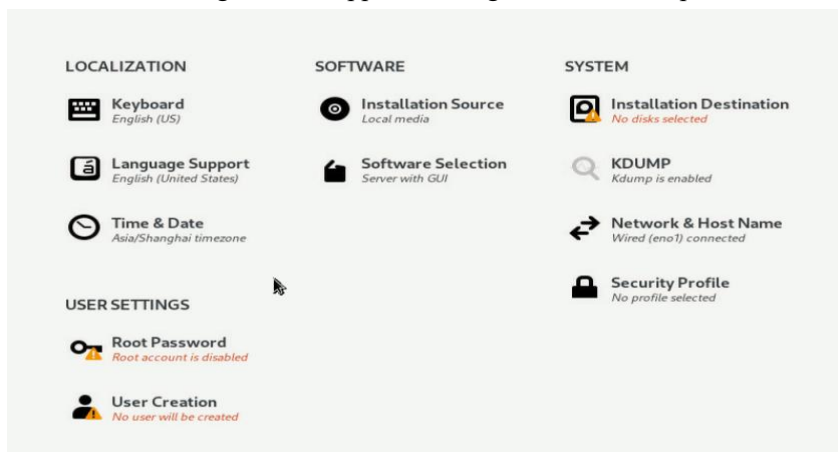 LOCALIZATION
Keyboard
English (US)
Language Support
English (United States)
Time & Date
Asia/Shanghai timezone
USER SETTINGS
Root Password
Root account is disabled
User Creation
No user will be created
SOFTWARE
Installation Source
Local media
Software Selection
Server with GUI
SYSTEM
Installation Destination
No disks selected
KDUMP
Kdump is enabled
Network & Host Name
Wired (eno1) connected
Security Profile
No profile selected